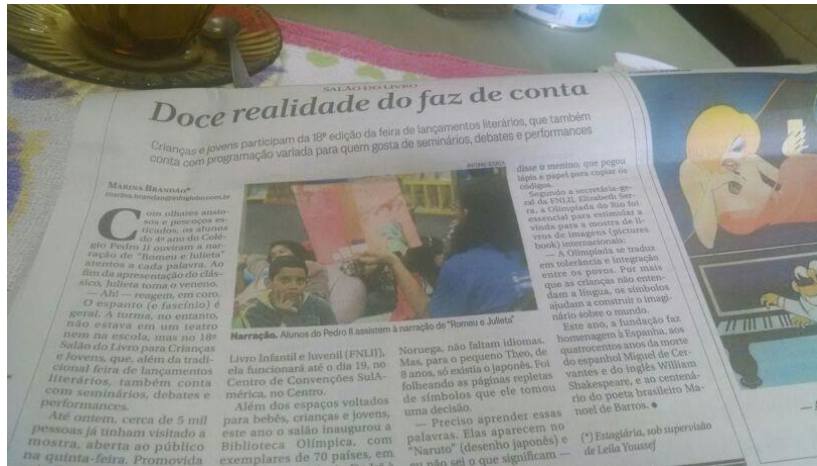 SALÃO DO LIVRO
Doce realidade do faz de conta
Crianças e jovens participam da 18ª edição da feira de lançamentos literários, que também
conta com programação variada para quem gosta de seminários, debates e performances
MARINA BRANDÃO*
marina.brandao@infoglobo.com.br
Com olhares ansio-
sos e pescoços es-
ticados, os alunos
do 4º ano do Colé-
gio Pedro II ouviram a nar-
ração de "Romeu e Julieta"
atentos a cada palavra. Ao
fim da apresentação do clás-
sico, Julieta toma o veneno.
— Ah! — reagem, em coro.
O espanto (e fascínio) é
geral. A turma, no entanto,
não estava em um teatro
nem na escola, mas no 18º
Salão do Livro para Crianças
e Jovens, que, além da tradi-
cional feira de lançamentos
literários, também conta
com seminários, debates e
performances.
Até ontem, cerca de 5 mil
pessoas já tinham visitado a
mostra, aberta ao público
na quinta-feira. Promovida
Narração. Alunos do Pedro II assistem à narração de "Romeu e Julieta"
Livro Infantil e Juvenil (FNLIJ),
ela funcionará até o dia 19, no
Centro de Convenções SulA-
mérica, no Centro.
Além dos espaços voltados
para bebês, crianças e jovens,
este ano o salão inaugurou a
Biblioteca Olímpica, com
exemplares de 70 países, em
Noruega, não faltam idiomas.
Mas, para o pequeno Theo, de
8 anos, só existia o japonês. Foi
folheando as páginas repletas
de símbolos que ele tomou
uma decisão.
— Preciso aprender essas
palavras. Elas aparecem no
"Naruto" (desenho japonês) e
eu não sei o que significam —
disse o menino, que pegou
lápis e papel para copiar os
códigos.
Segundo a secretária-ge-
ral da FNLIJ, Elizabeth Ser-
ra, a Olimpíada do Rio foi
essencial para estimular a
vinda para a mostra de li-
vros de imagens (pictures
book) internacionais:
— A Olimpíada se traduz
em tolerância e integração
entre os povos. Por mais
que as crianças não enten-
dam a língua, os símbolos
ajudam a construir o imagi-
nário sobre o mundo.
Este ano, a fundação faz
homenagem à Espanha, aos
quatrocentos anos da morte
do espanhol Miguel de Cer-
vantes e do inglês William
Shakespeare, e ao centená-
rio do poeta brasileiro Ma-
noel de Barros. ●
(*) Estagiária, sob supervisão
de Leila Youssef